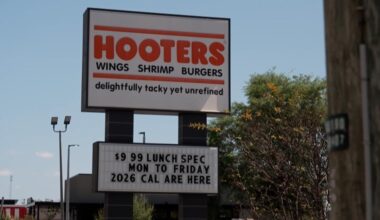 HOOTERS
WINGS SHRIMP BURGERS
delightfully tacky yet unrefined
$9 99 LUNCH SPEC
MON TO FRIDAY
2026 CAL ARE HERE